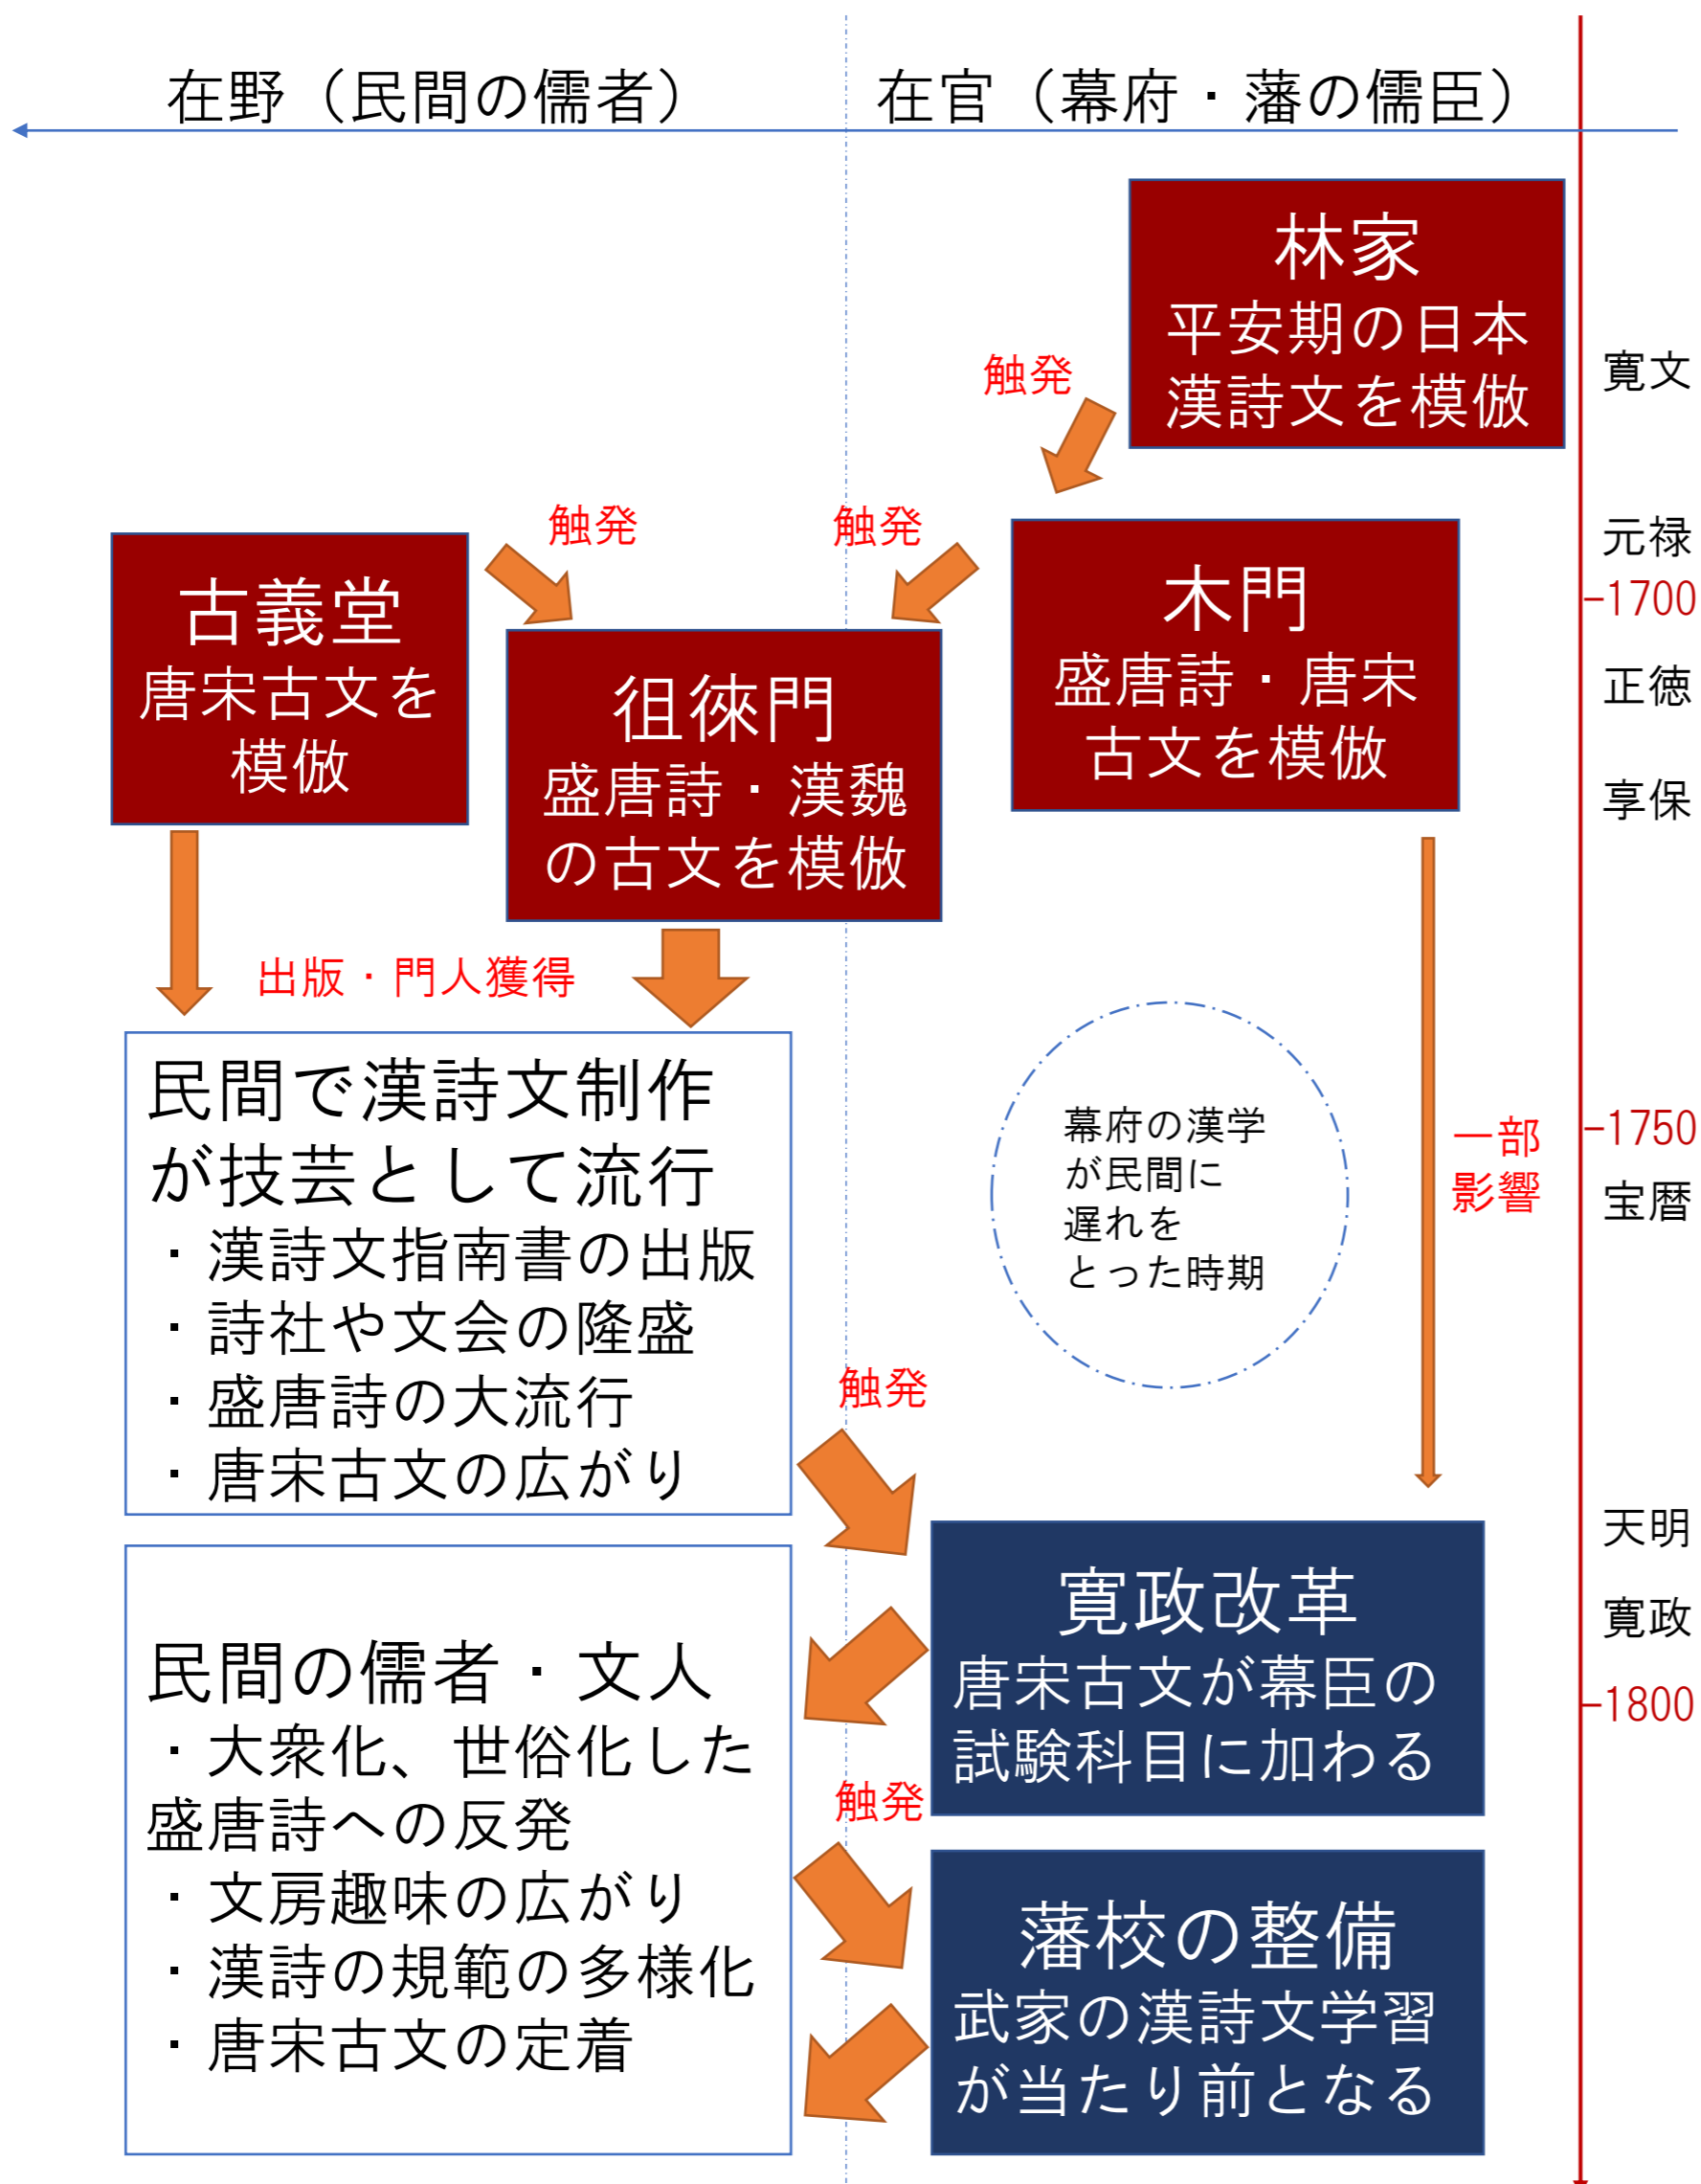 在野（民間の儒者）
在官（幕府・藩の儒臣）
林家
平安期の日本
漢詩文を模倣
寛文
触発
触発
触発
元禄
-1700
古義堂
唐宋古文を
模倣
徂徠門
盛唐詩・漢魏
の古文を模倣
木門
盛唐詩・唐宋
古文を模倣
正徳
享保
出版・門人獲得
民間で漢詩文制作
が技芸として流行
・漢詩文指南書の出版
・詩社や文会の隆盛
・盛唐詩の大流行
・唐宋古文の広がり
幕府の漢学
が民間に
遅れを
とった時期
一部
影響
-1750
宝暦
触発
天明
寛政改革
唐宋古文が幕臣の
試験科目に加わる
寛政
-1800
民間の儒者・文人
・大衆化、世俗化した
盛唐詩への反発
・文房趣味の広がり
・漢詩の規範の多様化
・唐宋古文の定着
触発
藩校の整備
武家の漢詩文学習
が当たり前となる